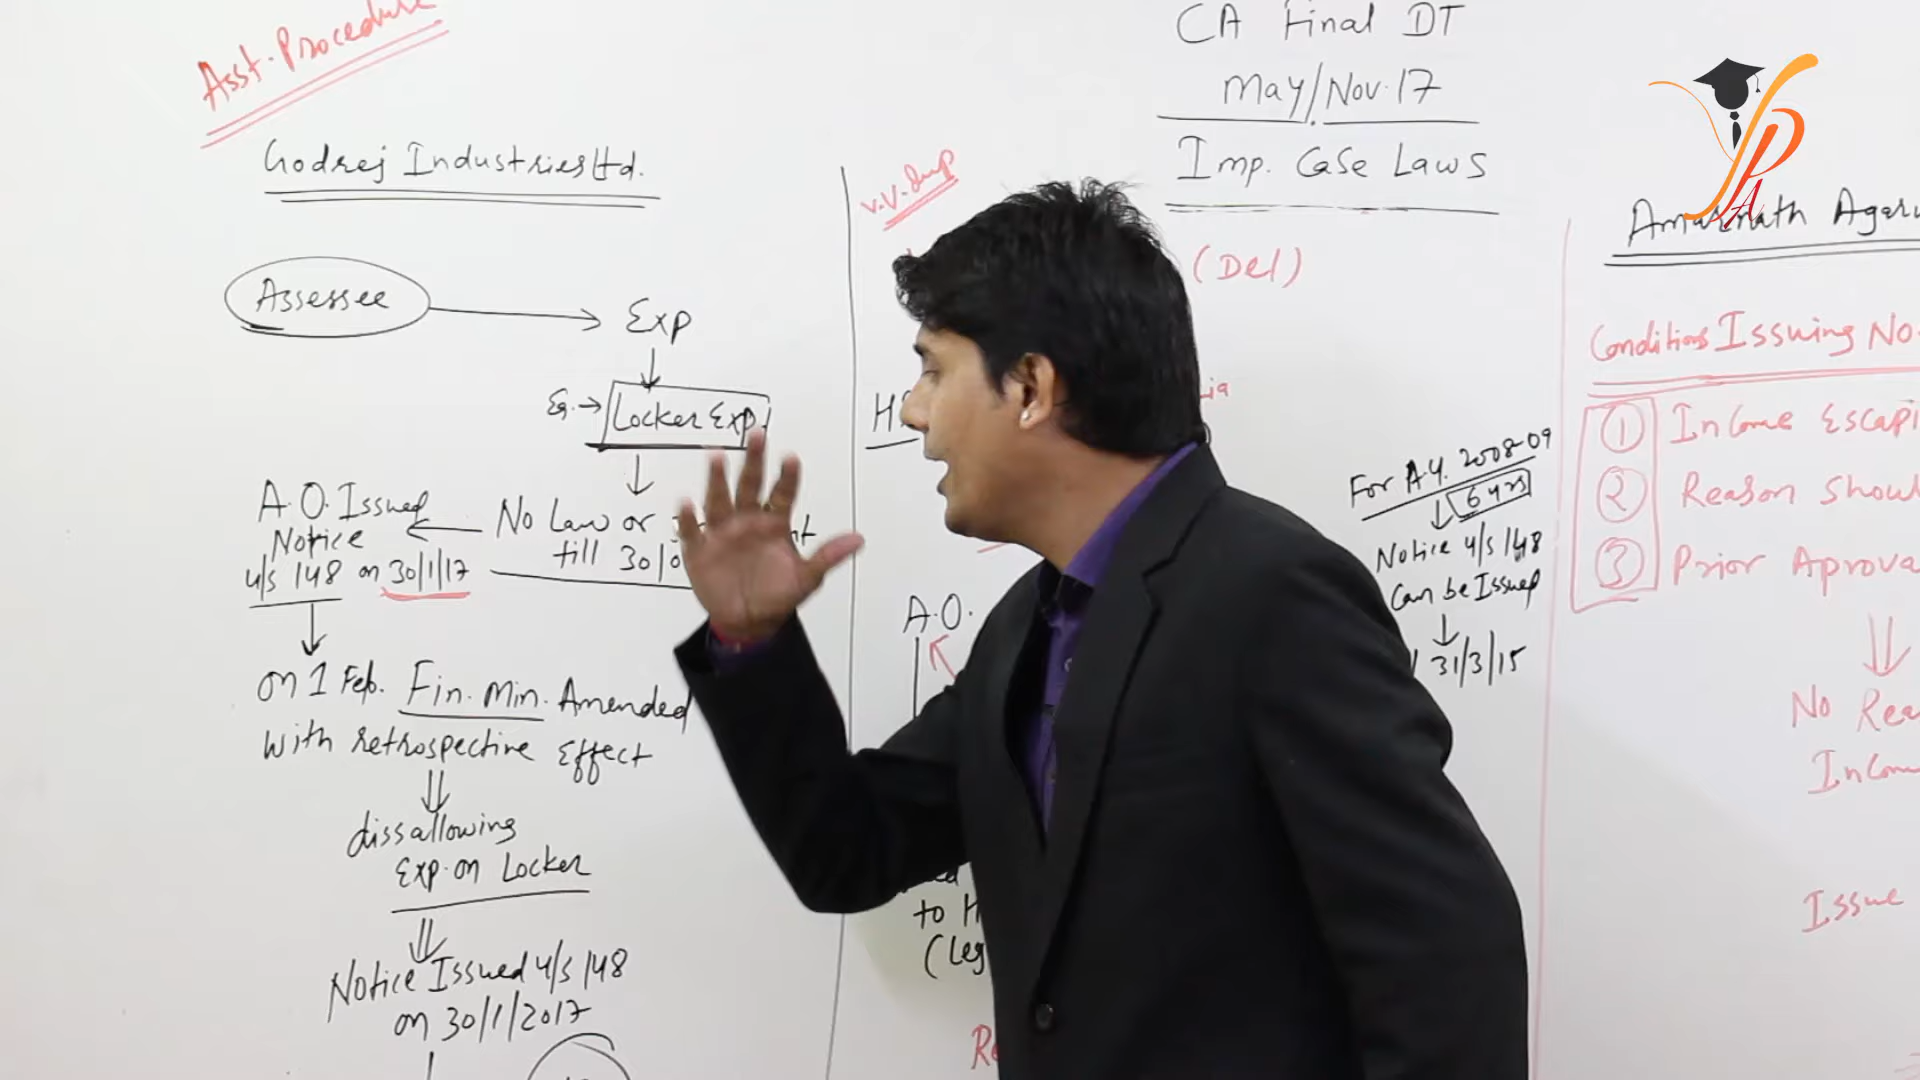 Asst. Procedure
CA Final DT
May/Nov.17
Imp. Case Laws
Godrej Industries Ltd.
Assessee
Exp
Eg. → Locker Exp.
No Law or
till 30/0
A.O. Issued
Notice
u/s 148 on 30/1/17
on 1 Feb. Fin. Min. Amended
with retrospective Effect
dissallowing
Exp. on Locker
Notice Issued u/s 148
on 30/1/2017
V.V. Imp
(Del)
A.O.
to H
(Leg
For A.Y. 2008-09
6 yrs
Notice u/s 148
Can be Issued
31/3/15
YPA
Amarnath Agar
Conditions Issuing No
1 Income Escapi
2 Reason Shou
3 Prior Aprova
No Rea
Incom
Issue